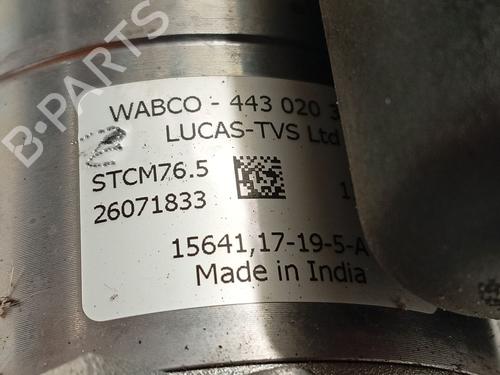 WABCO - 443 020
LUCAS-TVS Ltd
STCM76.5
26071833
15641,17-19-5-A
Made in India
B-PARTS